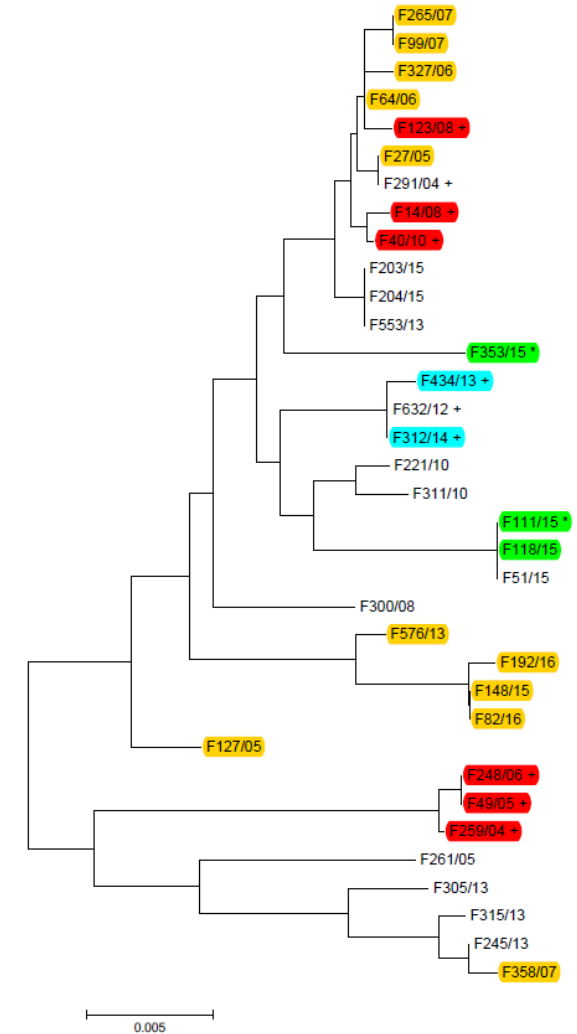 F265/07
F99/07
F327/06
F64/06
F123/08 +
F27/05
F291/04 +
F14/08 +
F40/10 +
F203/15
F204/15
F553/13
F353/15 *
F434/13 +
F632/12 +
F312/14 +
F221/10
F311/10
F111/15 *
F118/15
F51/15
F300/08
F576/13
F192/16
F148/15
F82/16
F127/05
F248/06 +
F49/05 +
F259/04 +
F261/05
F305/13
F315/13
F245/13
F358/07
0.005